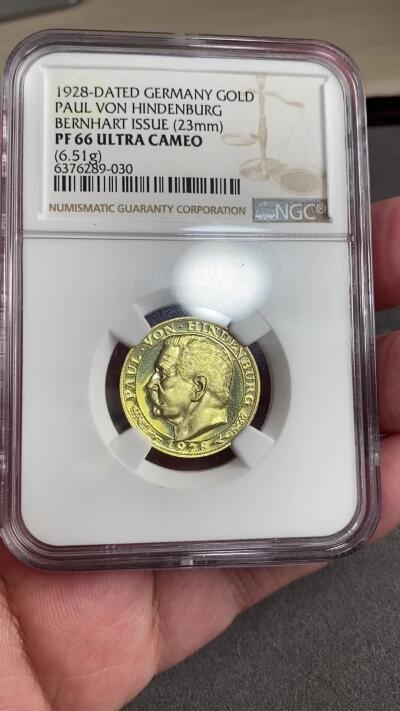 1928-DATED GERMANY GOLD
PAUL VON HINDENBURG
BERNHART ISSUE (23mm)
PF 66 ULTRA CAMEO
(6.51g)
6376289-030
NUMISMATIC GUARANTY CORPORATION
NGC®
PAUL · VON · HINDENBURG
1928